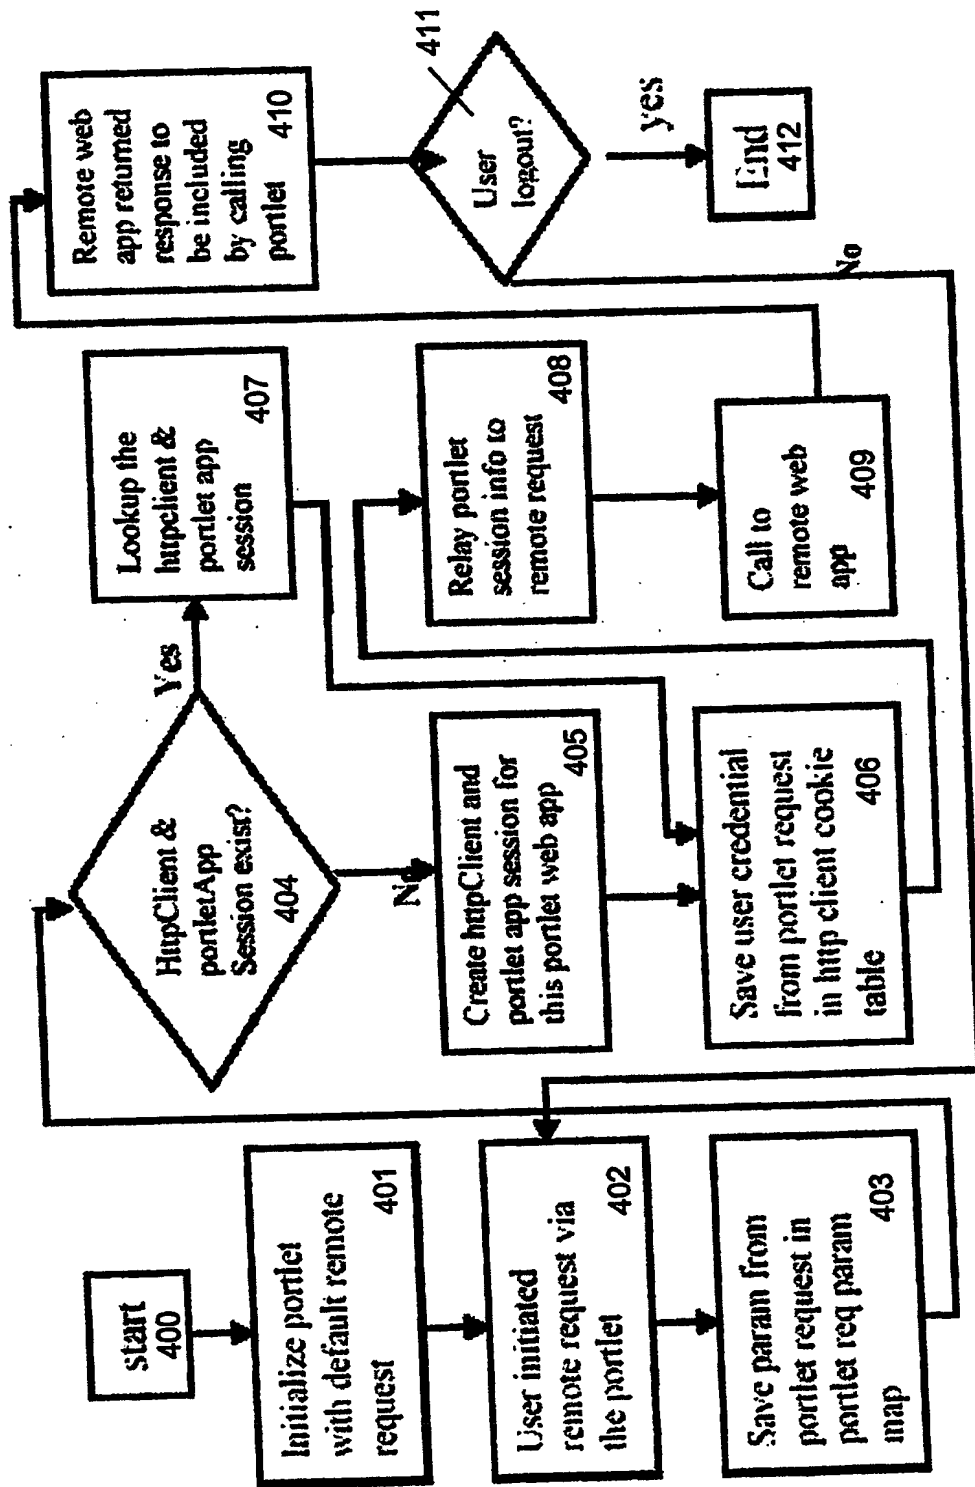 start
400
Initialize portlet
with default remote
request
401
User initiated
remote request via
the portlet
402
Save param from
portlet request in
portlet req param
map
403
HttpClient &
portletApp
Session exist?
404
Yes
No
Create httpClient and
portlet app session for
this portlet web app
405
Save user credential
from portlet request
in http client cookie
table
406
Lookup the
httpclient &
portlet app
session
407
Relay portlet
session info to
remote request
408
Call to
remote web
app
409
Remote web
app returned
response to
be included
by calling
portlet
410
User
logout?
411
yes
No
End
412